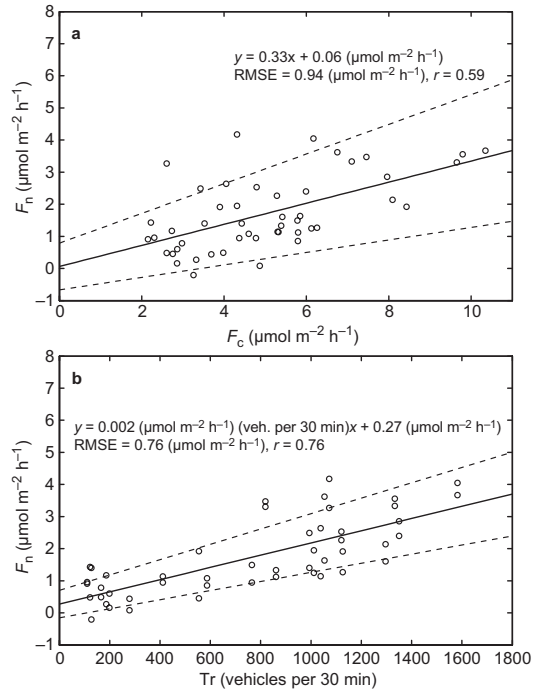 8
a
7
y = 0.33x + 0.06 (µmol m⁻² h⁻¹)
6
RMSE = 0.94 (µmol m⁻² h⁻¹), r = 0.59
5
4
3
2
1
0
−1
Fₙ (µmol m⁻² h⁻¹)
0 2 4 6 8 10
F_c (µmol m⁻² h⁻¹)
8
b
7
6
y = 0.002 (µmol m⁻² h⁻¹) (veh. per 30 min)x + 0.27 (µmol m⁻² h⁻¹)
RMSE = 0.76 (µmol m⁻² h⁻¹), r = 0.76
5
4
3
2
1
0
−1
Fₙ (µmol m⁻² h⁻¹)
0 200 400 600 800 1000 1200 1400 1600 1800
Tr (vehicles per 30 min)